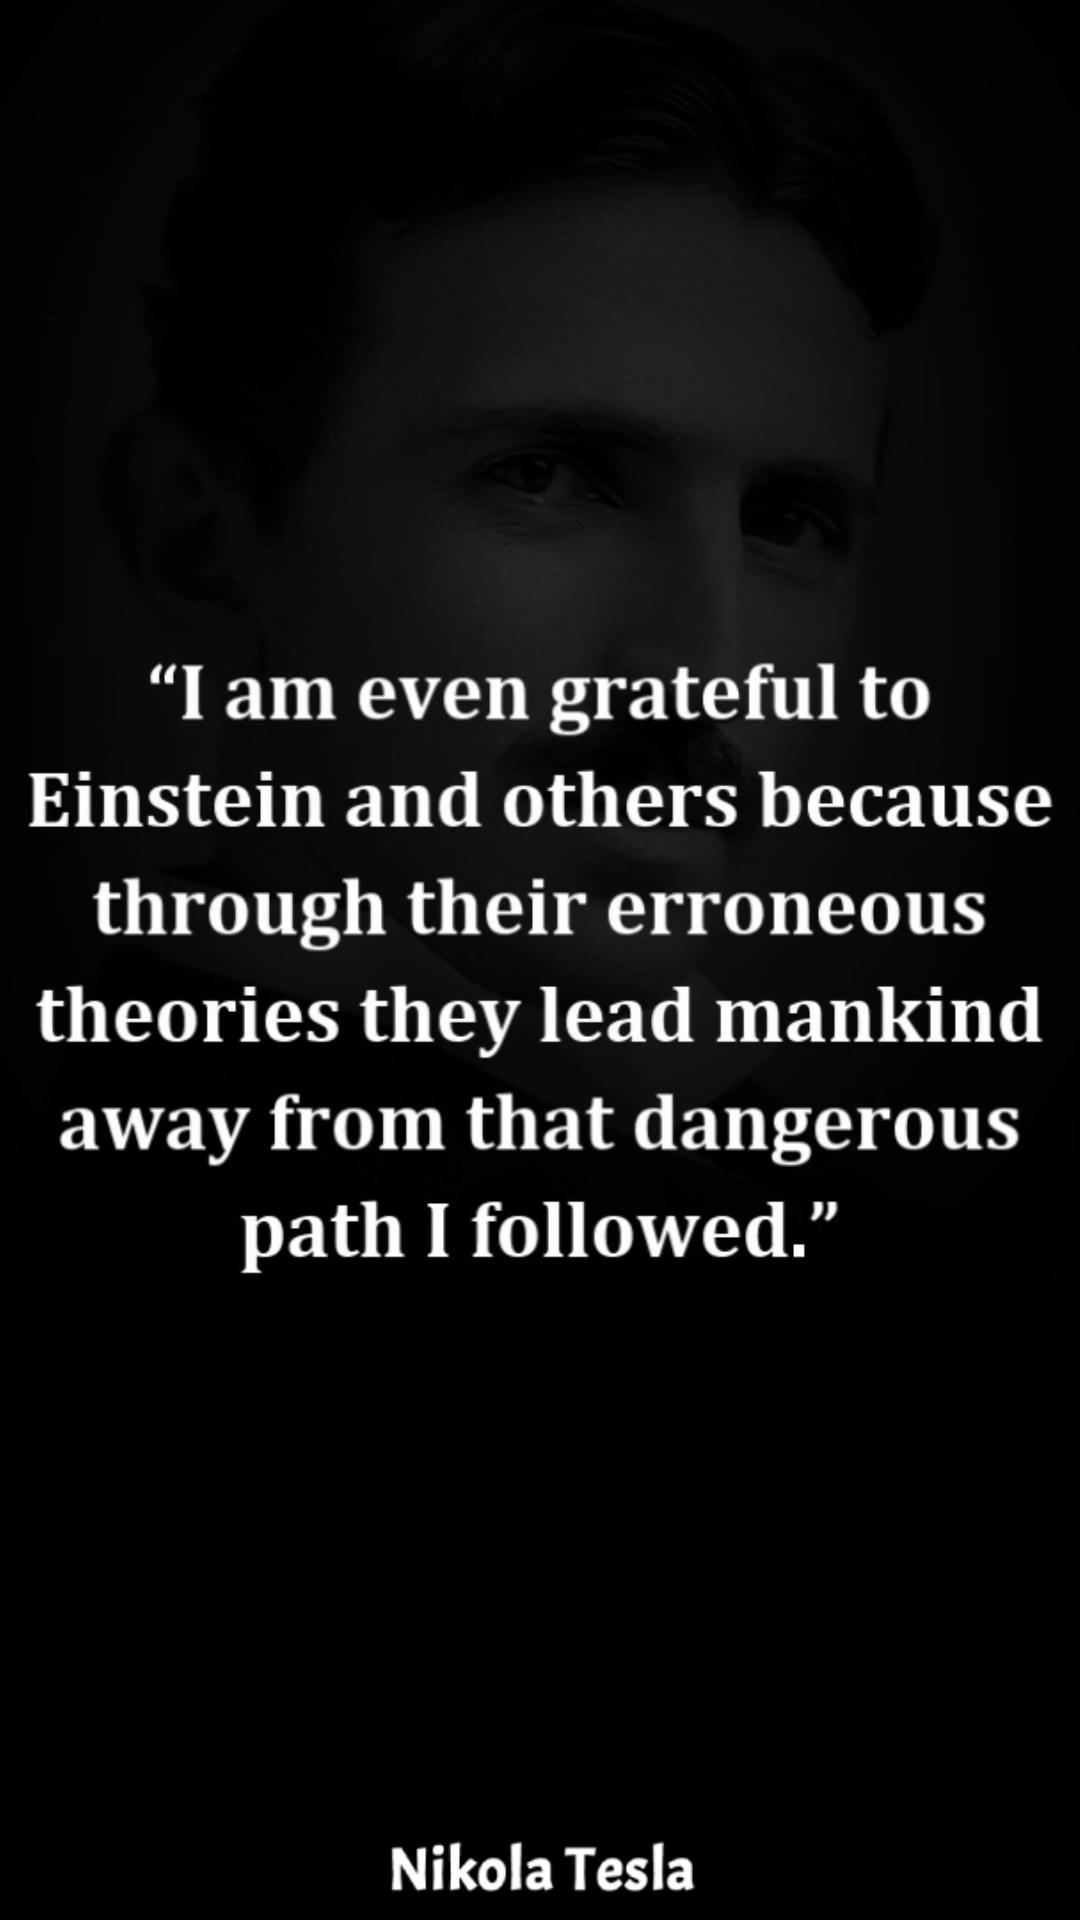 “I am even grateful to
Einstein and others because
through their erroneous
theories they lead mankind
away from that dangerous
path I followed.”
Nikola Tesla